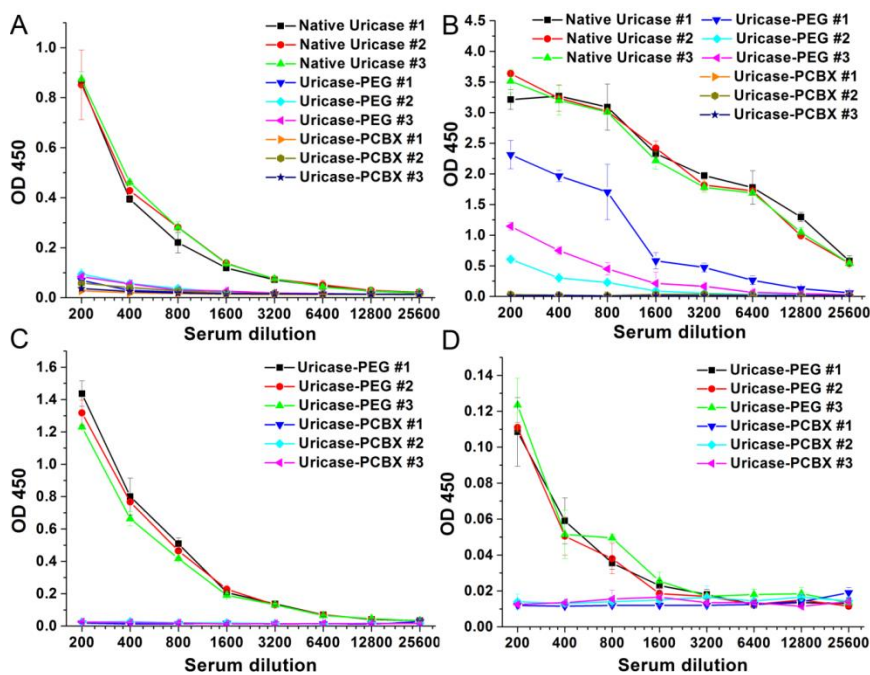 A
OD 450
1.0
0.8
0.6
0.4
0.2
0.0
Native Uricase #1
Native Uricase #2
Native Uricase #3
Uricase-PEG #1
Uricase-PEG #2
Uricase-PEG #3
Uricase-PCBX #1
Uricase-PCBX #2
Uricase-PCBX #3
200 400 800 1600 3200 6400 12800 25600
Serum dilution
B
OD 450
4.5
4.0
3.5
3.0
2.5
2.0
1.5
1.0
0.5
0.0
Native Uricase #1
Native Uricase #2
Native Uricase #3
Uricase-PEG #1
Uricase-PEG #2
Uricase-PEG #3
Uricase-PCBX #1
Uricase-PCBX #2
Uricase-PCBX #3
200 400 800 1600 3200 6400 12800 25600
Serum dilution
C
OD 450
1.6
1.4
1.2
1.0
0.8
0.6
0.4
0.2
0.0
Uricase-PEG #1
Uricase-PEG #2
Uricase-PEG #3
Uricase-PCBX #1
Uricase-PCBX #2
Uricase-PCBX #3
200 400 800 1600 3200 6400 12800 25600
Serum dilution
D
OD 450
0.14
0.12
0.10
0.08
0.06
0.04
0.02
0.00
Uricase-PEG #1
Uricase-PEG #2
Uricase-PEG #3
Uricase-PCBX #1
Uricase-PCBX #2
Uricase-PCBX #3
200 400 800 1600 3200 6400 12800 25600
Serum dilution